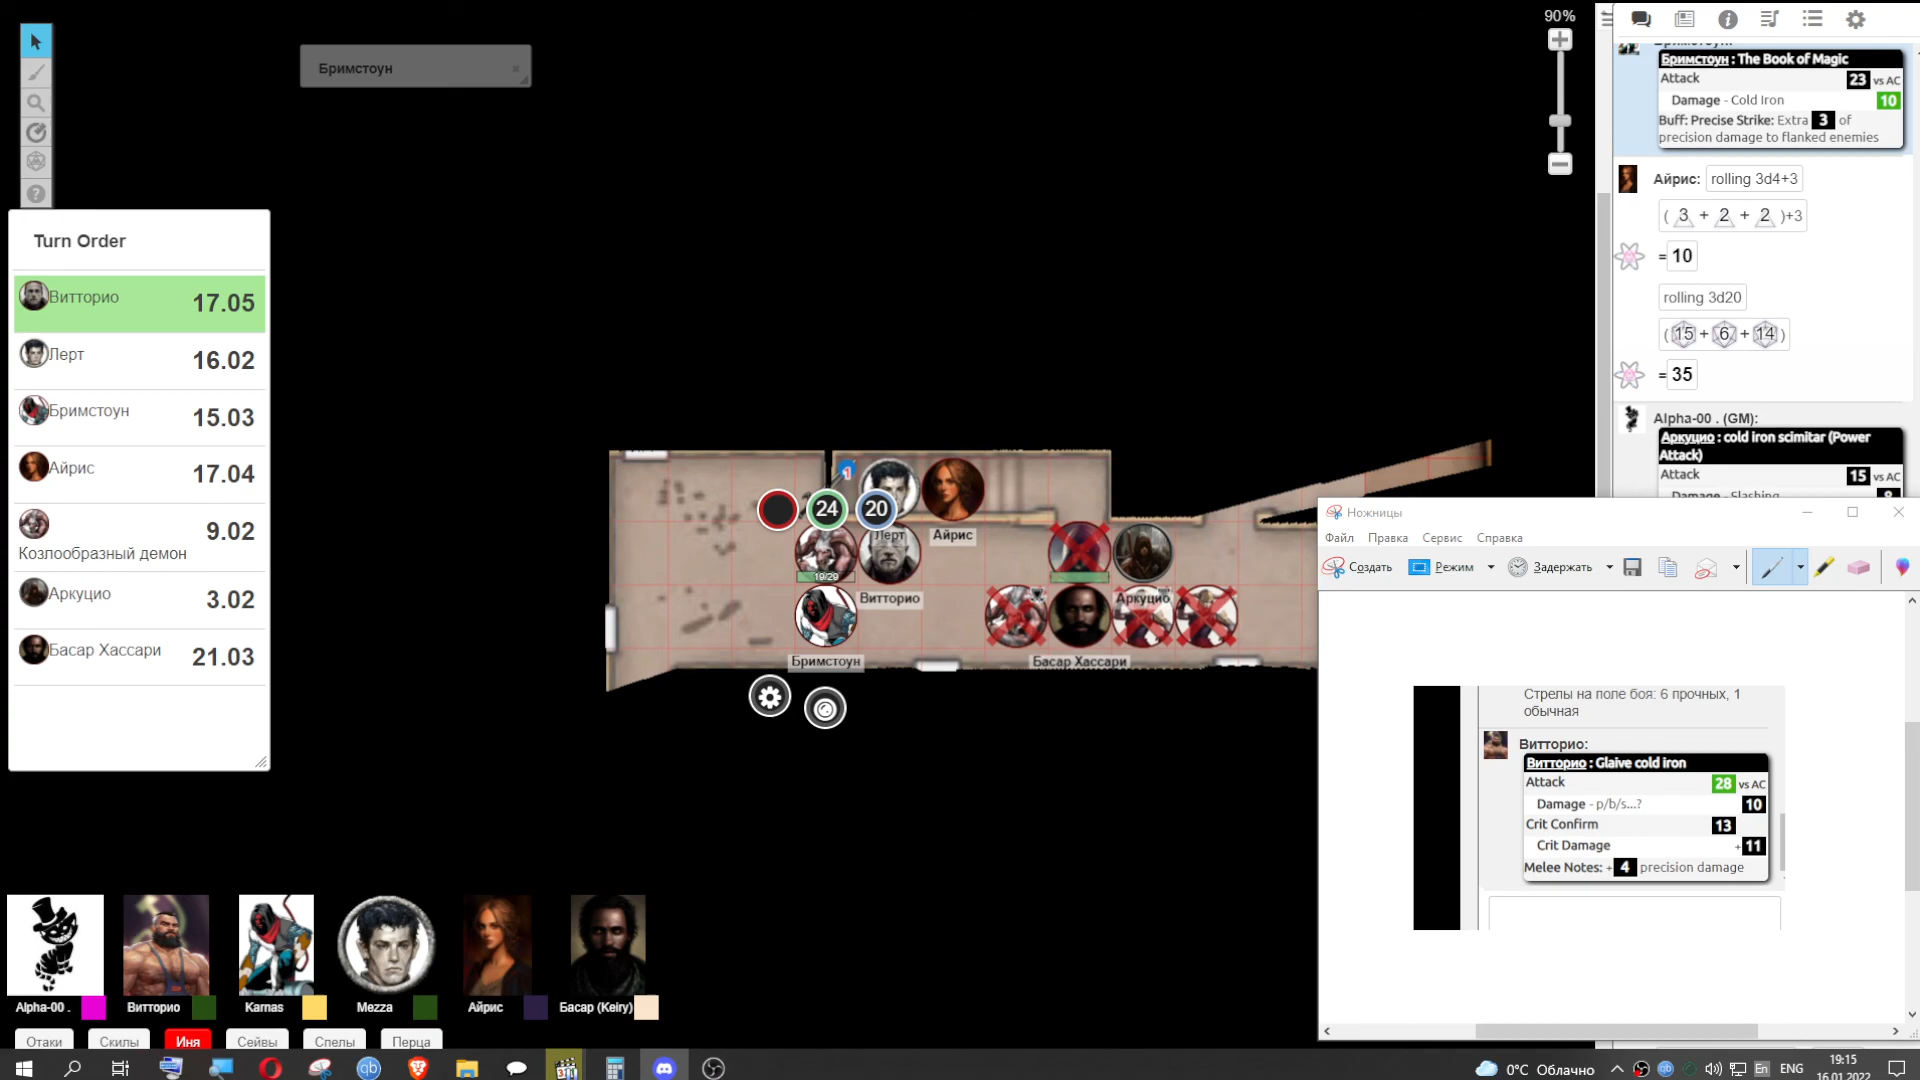 90%
Бримстоун
Turn Order
Витторио 17.05
Лерт 16.02
Бримстоун 15.03
Айрис 17.04
9.02
Козлообразный демон
Аркуцио 3.02
Басар Хассари 21.03
1
24
20
Лерт
Айрис
19/29
Витторио
Аркуцио
Бримстоун
Басар Хассари
Бримстоун : The Book of Magic
Attack 23 vs AC
Damage - Cold Iron 10
Buff: Precise Strike: Extra 3 of
precision damage to flanked enemies
Айрис: rolling 3d4+3
( 3 + 2 + 2 )+3
= 10
rolling 3d20
( 15 + 6 + 14 )
= 35
Alpha-00 . (GM):
Аркуцио : cold iron scimitar (Power
Attack)
Attack 15 vs AC
Damage - Slashing
Ножницы
Файл Правка Сервис Справка
Создать Режим Задержать
Стрелы на поле боя: 6 прочных, 1
обычная
Витторио:
Витторио : Glaive cold iron
Attack 28 vs AC
Damage - p/b/s...? 10
Crit Confirm 13
Crit Damage + 11
Melee Notes: + 4 precision damage
Alpha-00 .
Витторио
Karnas
Mezza
Айрис
Басар (Keiry)
Отаки Скилы Иня Сейвы Спелы Перца
0°C Облачно
En
ENG
19:15
16.01.2022